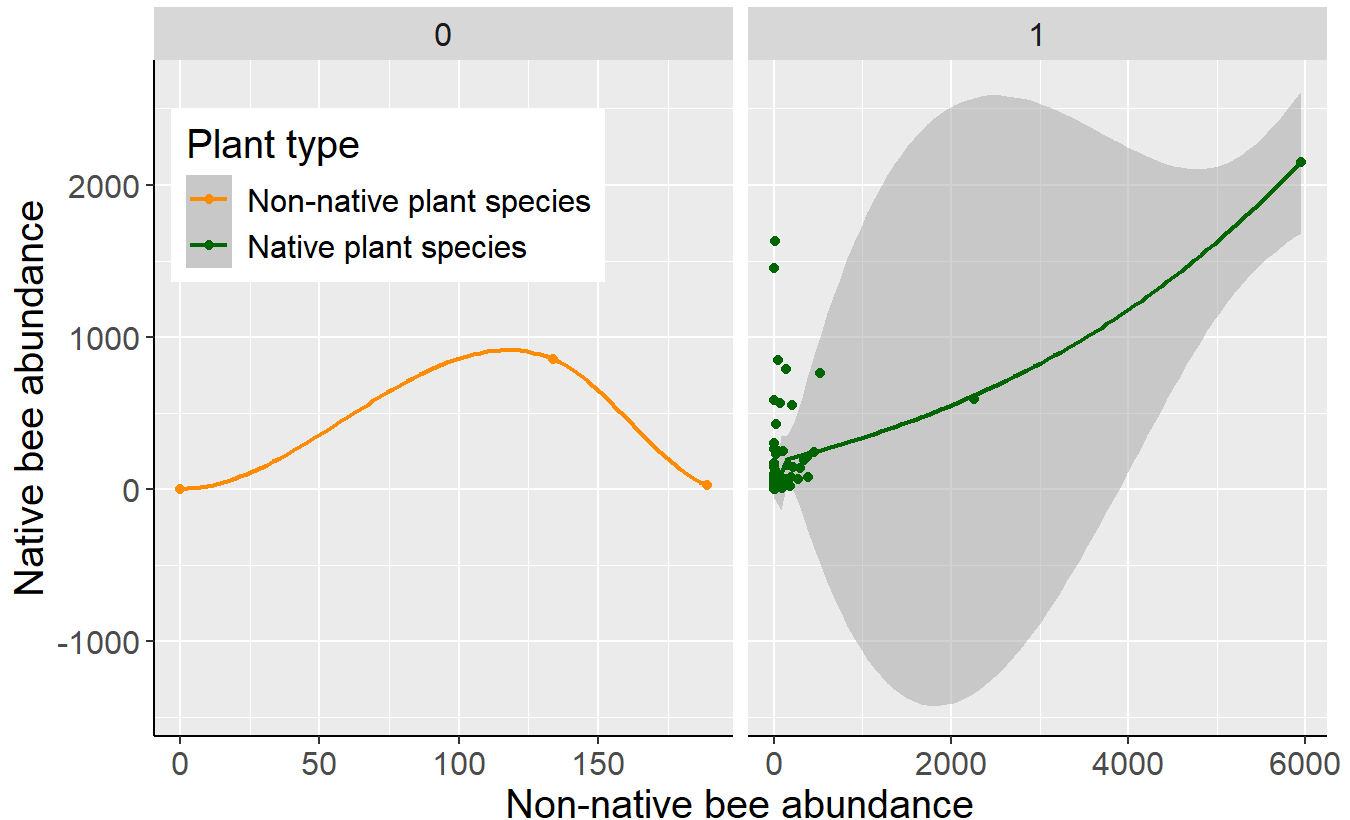 0
1
Plant type
Non-native plant species
Native plant species
Native bee abundance
2000
1000
0
-1000
0 50 100 150
0 2000 4000 6000
Non-native bee abundance